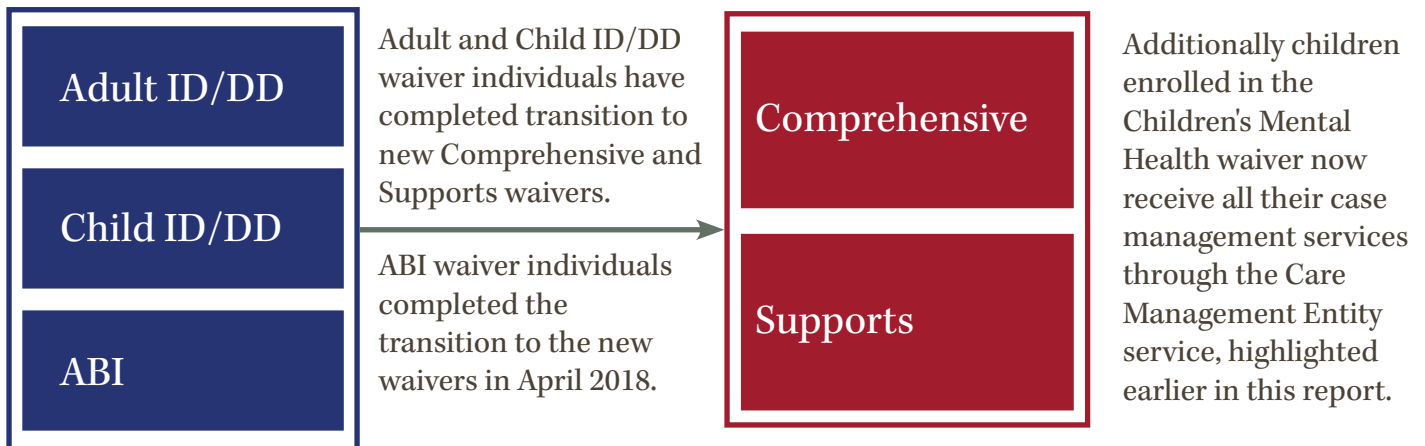 Adult ID/DD
Child ID/DD
ABI
Adult and Child ID/DD
waiver individuals have
completed transition to
new Comprehensive and
Supports waivers.
ABI waiver individuals
completed the
transition to the new
waivers in April 2018.
Comprehensive
Supports
Additionally children
enrolled in the
Children's Mental
Health waiver now
receive all their case
management services
through the Care
Management Entity
service, highlighted
earlier in this report.